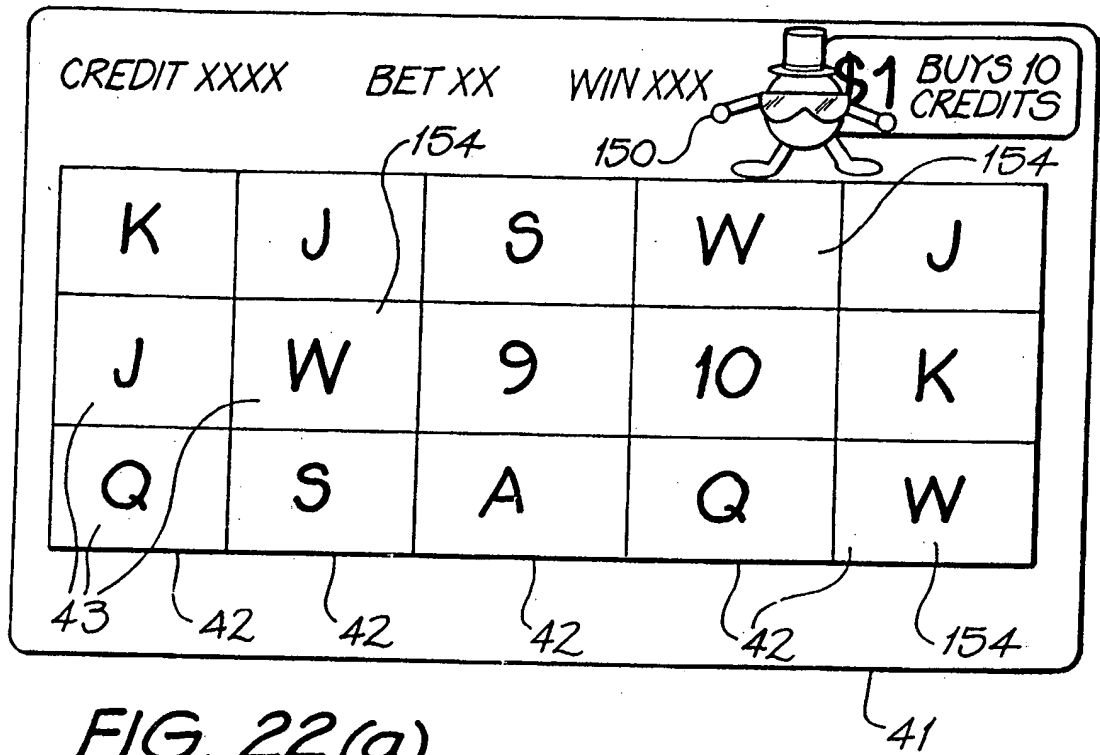 CREDIT XXXX BET XX WIN XXX $1 BUYS 10
CREDITS
154 150 154
K J S W J
J W 9 10 K
Q S A Q W
43 42 42 42 42 154
41
FIG. 22(a)